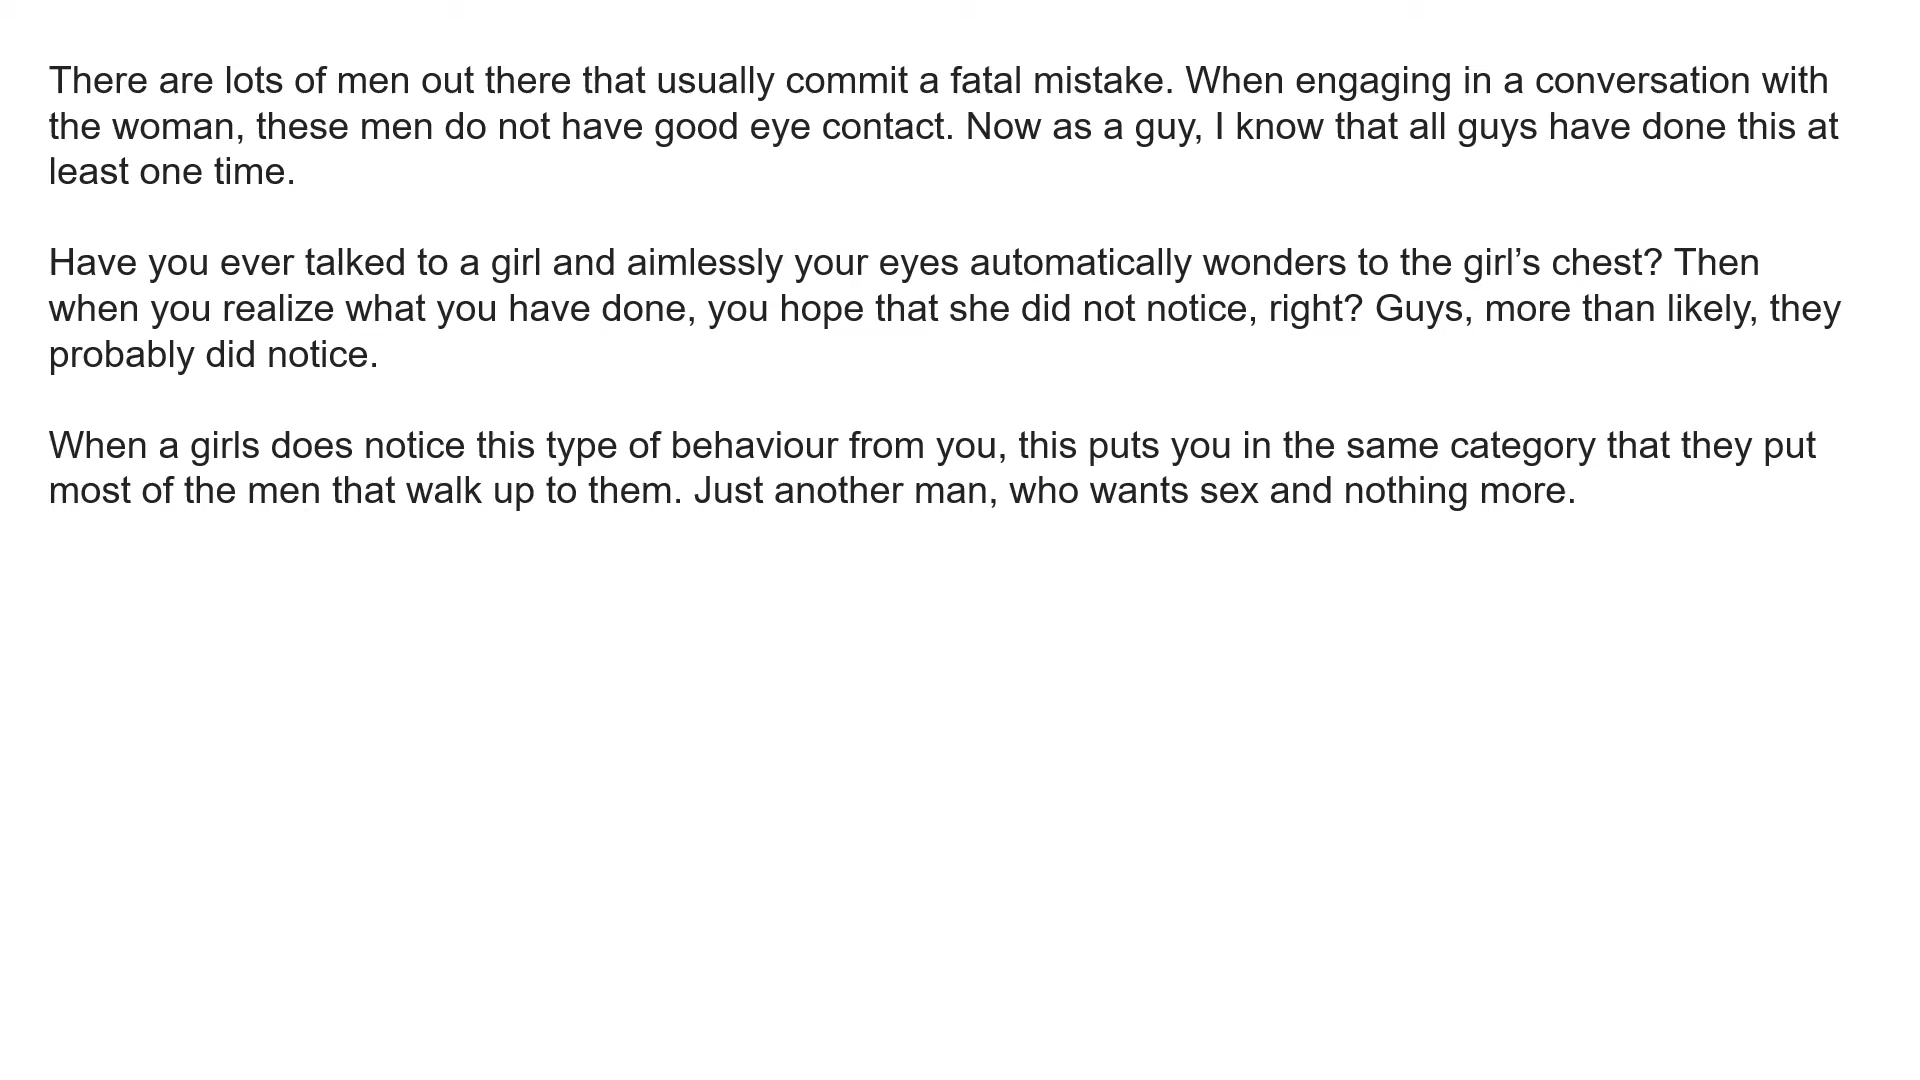 There are lots of men out there that usually commit a fatal mistake. When engaging in a conversation with
the woman, these men do not have good eye contact. Now as a guy, I know that all guys have done this at
least one time.
Have you ever talked to a girl and aimlessly your eyes automatically wonders to the girl’s chest? Then
when you realize what you have done, you hope that she did not notice, right? Guys, more than likely, they
probably did notice.
When a girls does notice this type of behaviour from you, this puts you in the same category that they put
most of the men that walk up to them. Just another man, who wants sex and nothing more.